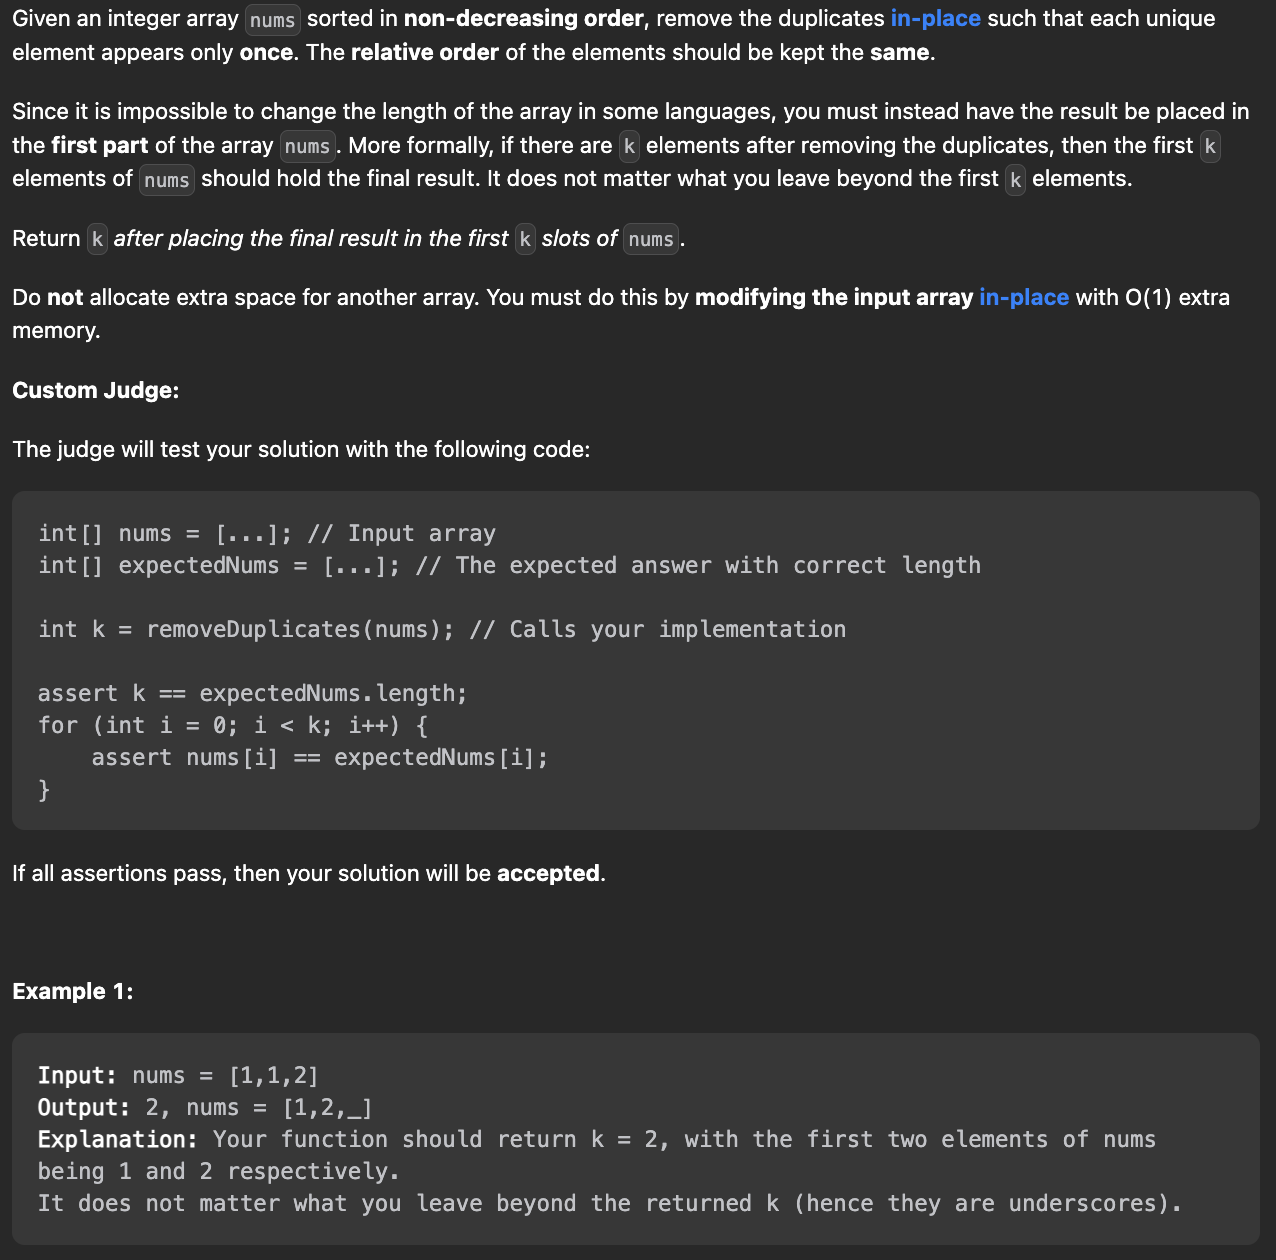 Given an integer array nums sorted in non-decreasing order, remove the duplicates in-place such that each unique
element appears only once. The relative order of the elements should be kept the same.
Since it is impossible to change the length of the array in some languages, you must instead have the result be placed in
the first part of the array nums. More formally, if there are k elements after removing the duplicates, then the first k
elements of nums should hold the final result. It does not matter what you leave beyond the first k elements.
Return k after placing the final result in the first k slots of nums.
Do not allocate extra space for another array. You must do this by modifying the input array in-place with O(1) extra
memory.
Custom Judge:
The judge will test your solution with the following code:
int[] nums = [...]; // Input array
int[] expectedNums = [...]; // The expected answer with correct length
int k = removeDuplicates(nums); // Calls your implementation
assert k == expectedNums.length;
for (int i = 0; i < k; i++) {
    assert nums[i] == expectedNums[i];
}
If all assertions pass, then your solution will be accepted.
Example 1:
Input: nums = [1,1,2]
Output: 2, nums = [1,2,_]
Explanation: Your function should return k = 2, with the first two elements of nums
being 1 and 2 respectively.
It does not matter what you leave beyond the returned k (hence they are underscores).